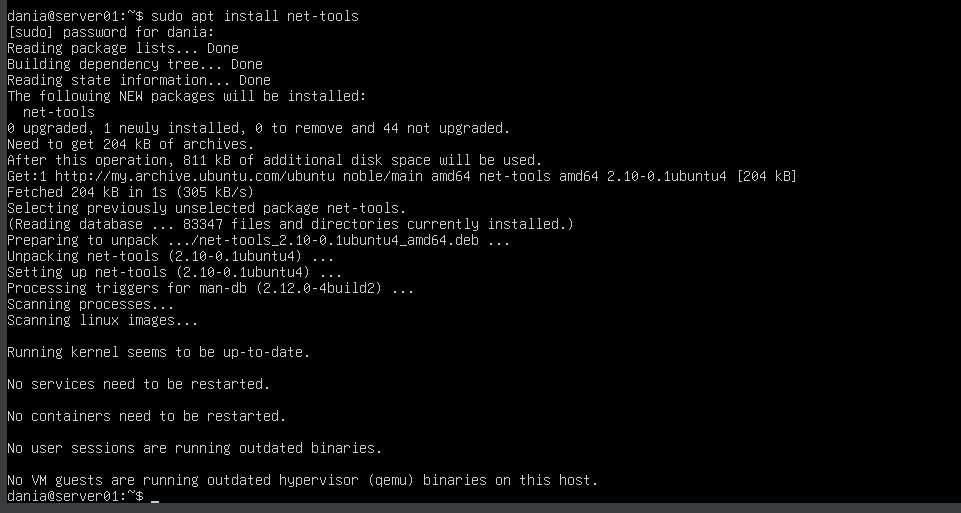 dania@server01:~$ sudo apt install net-tools
[sudo] password for dania:
Reading package lists... Done
Building dependency tree... Done
Reading state information... Done
The following NEW packages will be installed:
  net-tools
0 upgraded, 1 newly installed, 0 to remove and 44 not upgraded.
Need to get 204 kB of archives.
After this operation, 811 kB of additional disk space will be used.
Get:1 http://my.archive.ubuntu.com/ubuntu noble/main amd64 net-tools amd64 2.10-0.1ubuntu4 [204 kB]
Fetched 204 kB in 1s (305 kB/s)
Selecting previously unselected package net-tools.
(Reading database ... 83347 files and directories currently installed.)
Preparing to unpack .../net-tools_2.10-0.1ubuntu4_amd64.deb ...
Unpacking net-tools (2.10-0.1ubuntu4) ...
Setting up net-tools (2.10-0.1ubuntu4) ...
Processing triggers for man-db (2.12.0-4build2) ...
Scanning processes...
Scanning linux images...

Running kernel seems to be up-to-date.

No services need to be restarted.

No containers need to be restarted.

No user sessions are running outdated binaries.

No VM guests are running outdated hypervisor (qemu) binaries on this host.
dania@server01:~$ _